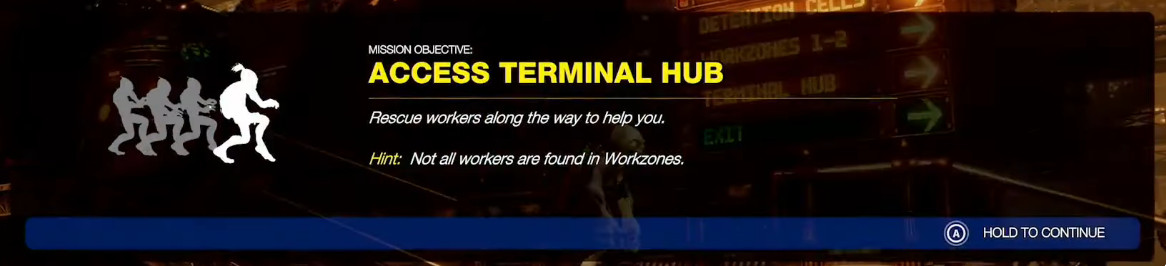 DETENTION CELLS
WORKZONES 1-2
TERMINAL HUB
EXIT
MISSION OBJECTIVE:
ACCESS TERMINAL HUB
Rescue workers along the way to help you.
Hint: Not all workers are found in Workzones.
A HOLD TO CONTINUE